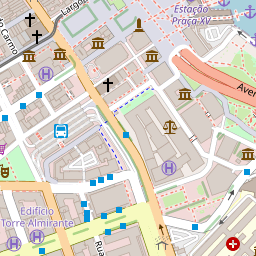 Estação
Praça-XV
Largo
do Carmo
Aven
H
H
H
Edifício
Torre Almirante
Rua